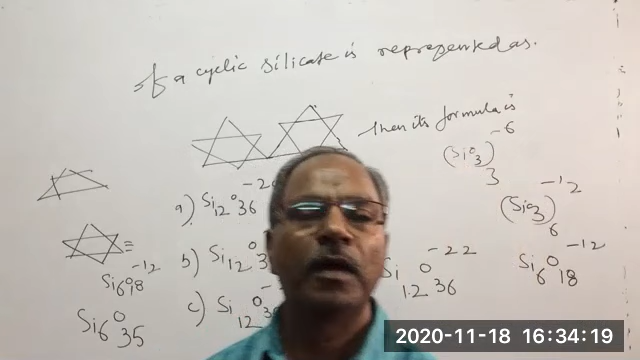 If a cyclic silicate is represented as.
then its formula is
(SiO3)3-6
a) Si12O36-2
(SiO3)6-12
Si6O18-12
b) Si12O3
Si12O36-22
Si6O18-12
c) Si12O3
Si6O35
2020-11-18 16:34:19